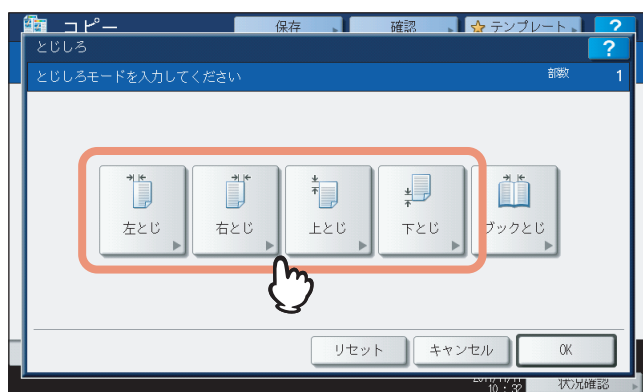 コピー 保存 確認 テンプレート ?
とじしろ ?
とじしろモードを入力してください 部数 1
左とじ 右とじ 上とじ 下とじ ブックとじ
リセット キャンセル OK
10:32 状況確認